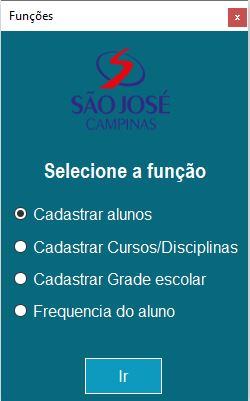 Funções
x
SÃO JOSÉ
CAMPINAS
Selecione a função
Cadastrar alunos
Cadastrar Cursos/Disciplinas
Cadastrar Grade escolar
Frequencia do aluno
Ir